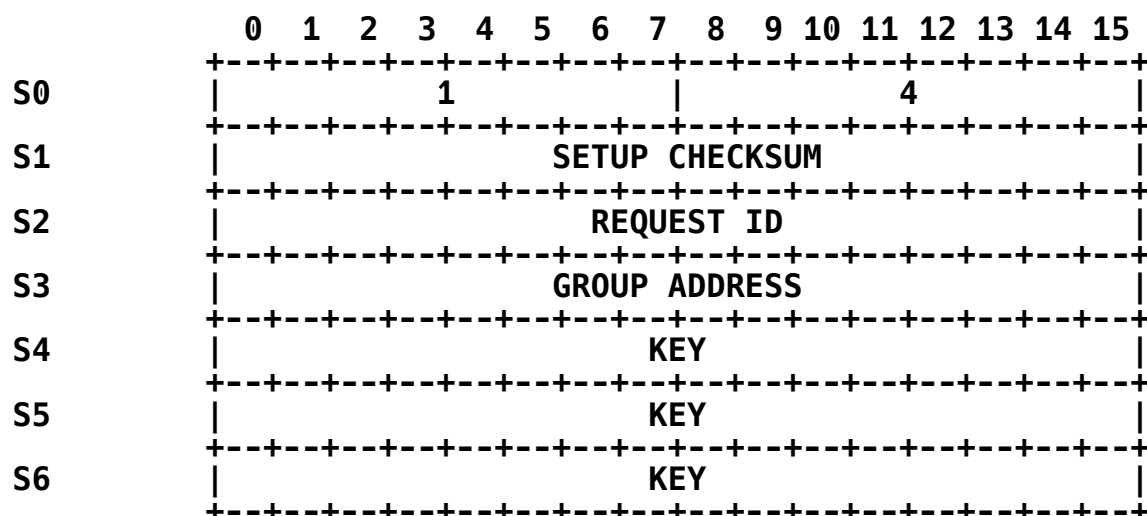 0 1 2 3 4 5 6 7 8 9 10 11 12 13 14 15
+--+--+--+--+--+--+--+--+--+--+--+--+--+--+--+--+
S0 | 1 | 4 |
+--+--+--+--+--+--+--+--+--+--+--+--+--+--+--+--+
S1 | SETUP CHECKSUM |
+--+--+--+--+--+--+--+--+--+--+--+--+--+--+--+--+
S2 | REQUEST ID |
+--+--+--+--+--+--+--+--+--+--+--+--+--+--+--+--+
S3 | GROUP ADDRESS |
+--+--+--+--+--+--+--+--+--+--+--+--+--+--+--+--+
S4 | KEY |
+--+--+--+--+--+--+--+--+--+--+--+--+--+--+--+--+
S5 | KEY |
+--+--+--+--+--+--+--+--+--+--+--+--+--+--+--+--+
S6 | KEY |
+--+--+--+--+--+--+--+--+--+--+--+--+--+--+--+--+